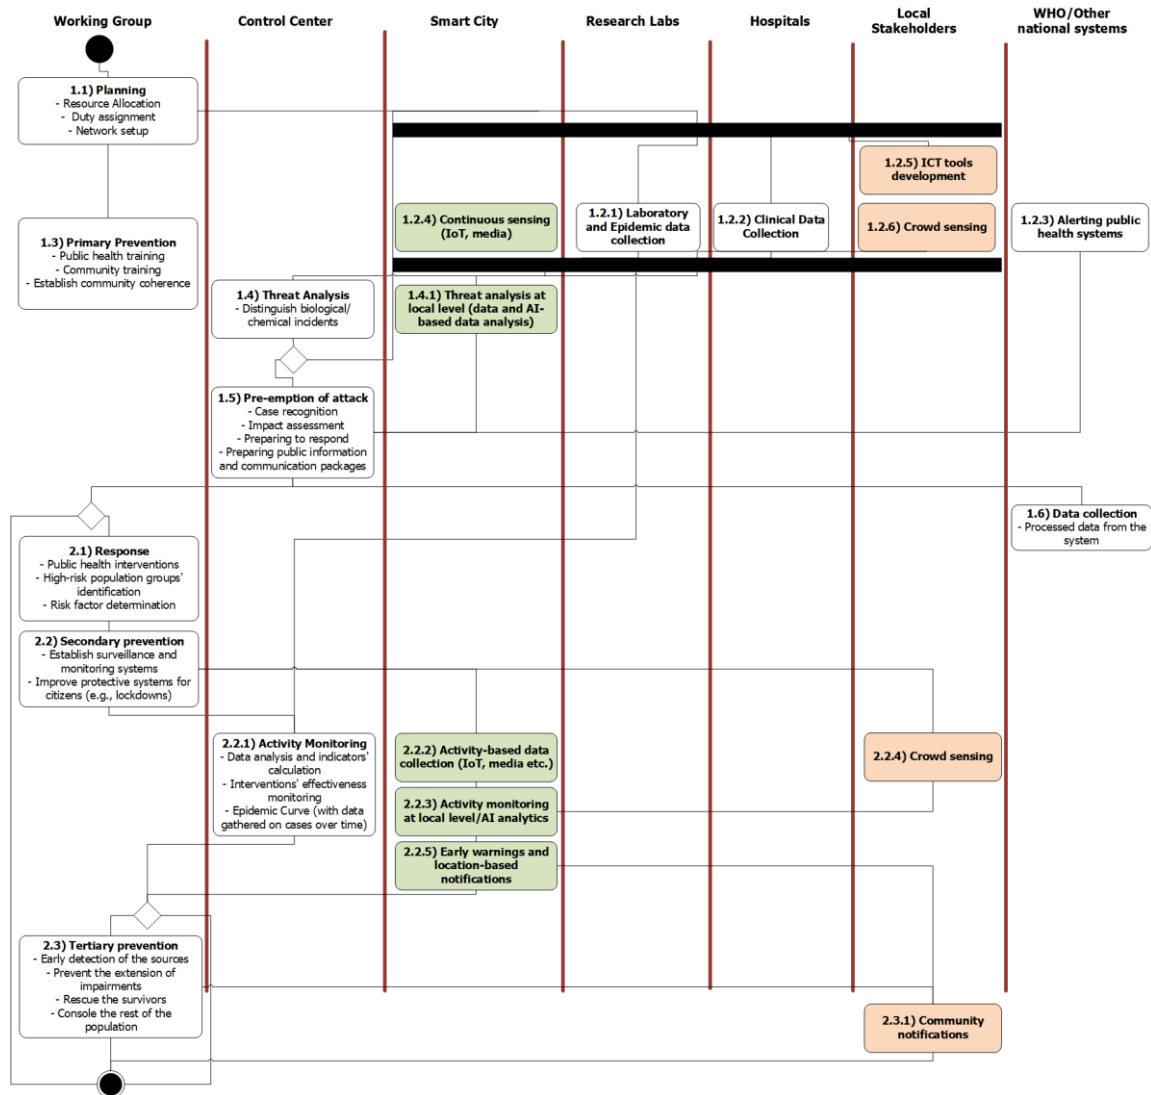 Working Group
Control Center
Smart City
Research Labs
Hospitals
Local
Stakeholders
WHO/Other
national systems
1.1) Planning
- Resource Allocation
- Duty assignment
- Network setup
1.2.5) ICT tools
development
1.2.4) Continuous sensing
(IoT, media)
1.2.1) Laboratory
and Epidemic data
collection
1.2.2) Clinical Data
Collection
1.2.6) Crowd sensing
1.2.3) Alerting public
health systems
1.3) Primary Prevention
- Public health training
- Community training
- Establish community coherence
1.4) Threat Analysis
- Distinguish biological/
chemical incidents
1.4.1) Threat analysis at
local level (data and AI-
based data analysis)
1.5) Pre-emption of attack
- Case recognition
- Impact assessment
- Preparing to respond
- Preparing public information
and communication packages
1.6) Data collection
- Processed data from the
system
2.1) Response
- Public health interventions
- High-risk population groups'
identification
- Risk factor determination
2.2) Secondary prevention
- Establish surveillance and
monitoring systems
- Improve protective systems for
citizens (e.g., lockdowns)
2.2.1) Activity Monitoring
- Data analysis and indicators'
calculation
- Interventions' effectiveness
monitoring
- Epidemic Curve (with data
gathered on cases over time)
2.2.2) Activity-based data
collection (IoT, media etc.)
2.2.4) Crowd sensing
2.2.3) Activity monitoring
at local level/AI analytics
2.2.5) Early warnings and
location-based
notifications
2.3) Tertiary prevention
- Early detection of the sources
- Prevent the extension of
impairments
- Rescue the survivors
- Console the rest of the
population
2.3.1) Community
notifications